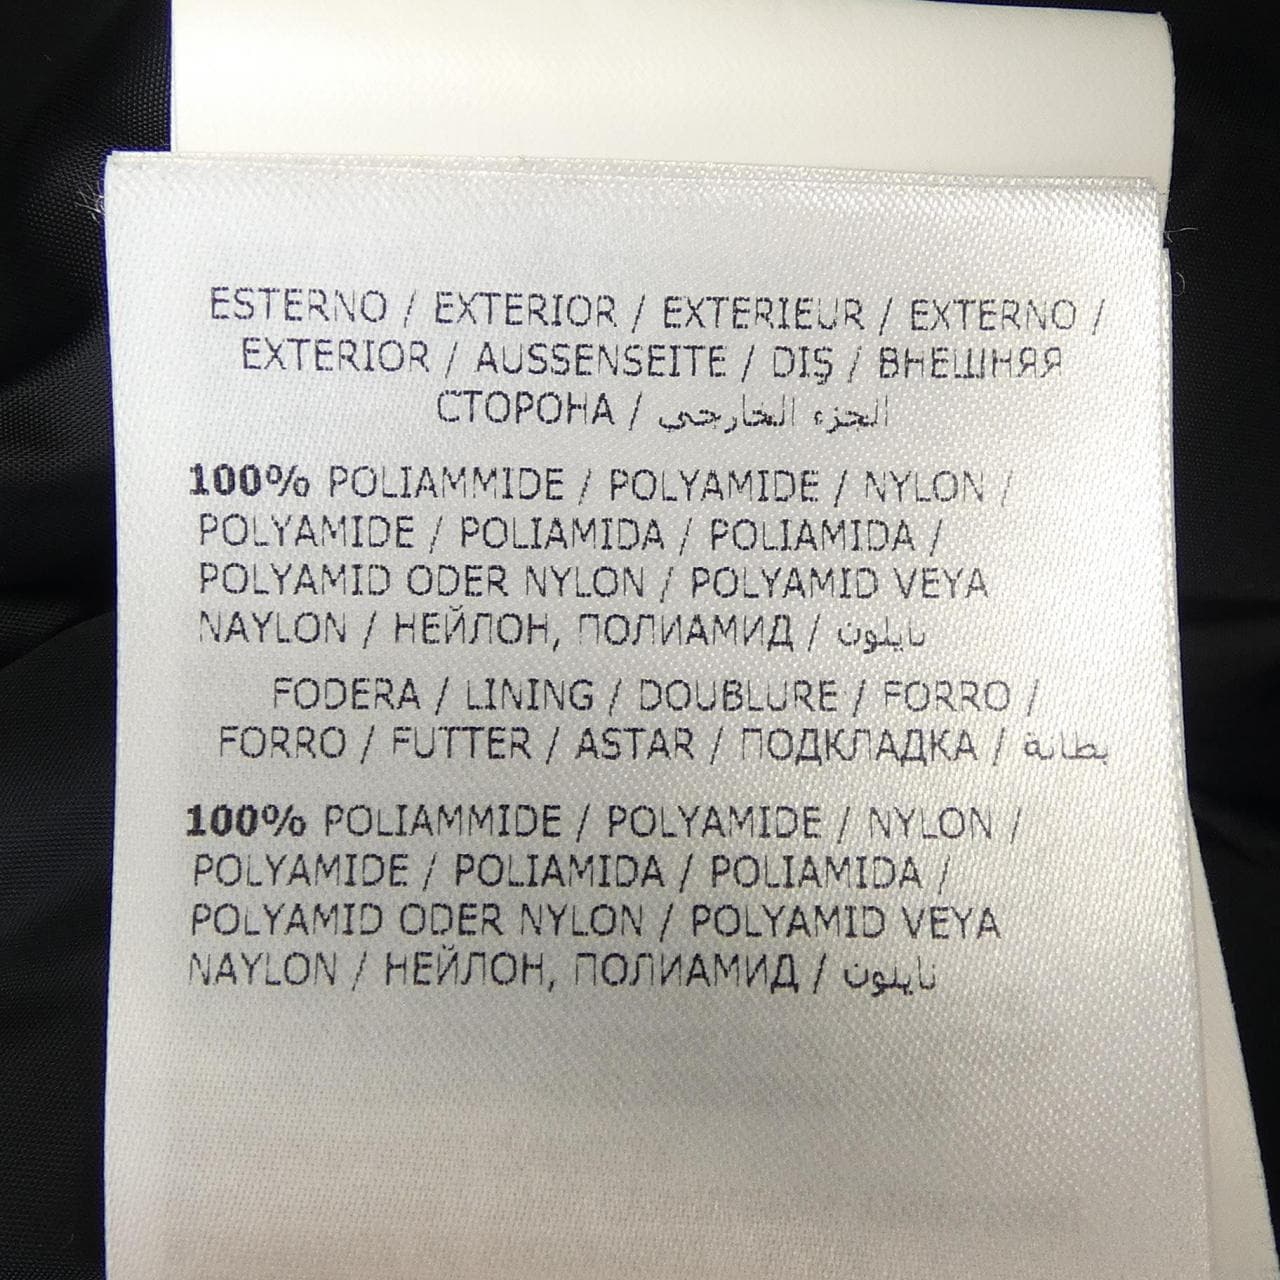 ESTERNO / EXTERIOR / EXTERIEUR / EXTERNO /
EXTERIOR / AUSSENSEITE / DIŞ / ВНЕШНЯЯ
СТОРОНА / الجزء الخارجي
100% POLIAMMIDE / POLYAMIDE / NYLON /
POLYAMIDE / POLIAMIDA / POLIAMIDA /
POLYAMID ODER NYLON / POLYAMID VEYA
NAYLON / НЕЙЛОН, ПОЛИАМИД / نايلون
FODERA / LINING / DOUBLURE / FORRO /
FORRO / FUTTER / ASTAR / ПОДКЛАДКА / بطانة
100% POLIAMMIDE / POLYAMIDE / NYLON /
POLYAMIDE / POLIAMIDA / POLIAMIDA /
POLYAMID ODER NYLON / POLYAMID VEYA
NAYLON / НЕЙЛОН, ПОЛИАМИД / نايلون